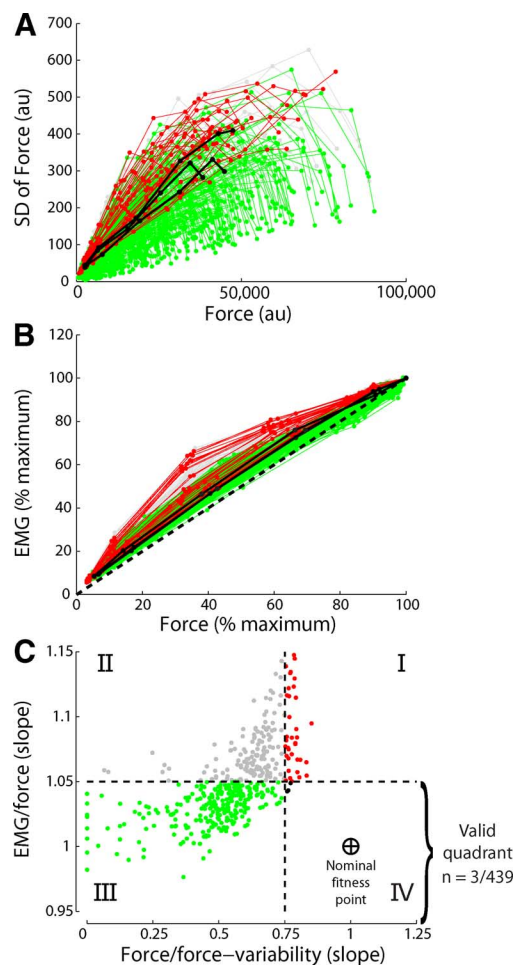 A
700
600
500
400
300
200
100
0
SD of Force (au)
0
50,000
100,000
Force (au)
B
120
100
80
60
40
20
0
EMG (% maximum)
0
20
40
60
80
100
Force (% maximum)
C
1.15
1.1
1.05
1
0.95
EMG/force (slope)
II
I
III
IV
Nominal
fitness
point
Valid
quadrant
n = 3/439
0
0.25
0.5
0.75
1
1.25
Force/force−variability (slope)